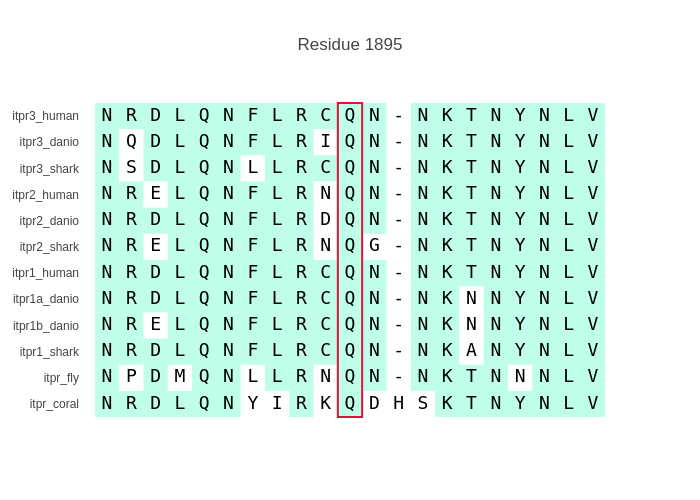 Residue 1895
itpr3_human N R D L Q N F L R C Q N - N K T N Y N L V
itpr3_danio N Q D L Q N F L R I Q N - N K T N Y N L V
itpr3_shark N S D L Q N L L R C Q N - N K T N Y N L V
itpr2_human N R E L Q N F L R N Q N - N K T N Y N L V
itpr2_danio N R D L Q N F L R D Q N - N K T N Y N L V
itpr2_shark N R E L Q N F L R N Q G - N K T N Y N L V
itpr1_human N R D L Q N F L R C Q N - N K T N Y N L V
itpr1a_danio N R D L Q N F L R C Q N - N K N N Y N L V
itpr1b_danio N R E L Q N F L R C Q N - N K N N Y N L V
itpr1_shark N R D L Q N F L R C Q N - N K A N Y N L V
itpr_fly N P D M Q N L L R N Q N - N K T N N N L V
itpr_coral N R D L Q N Y I R K Q D H S K T N Y N L V